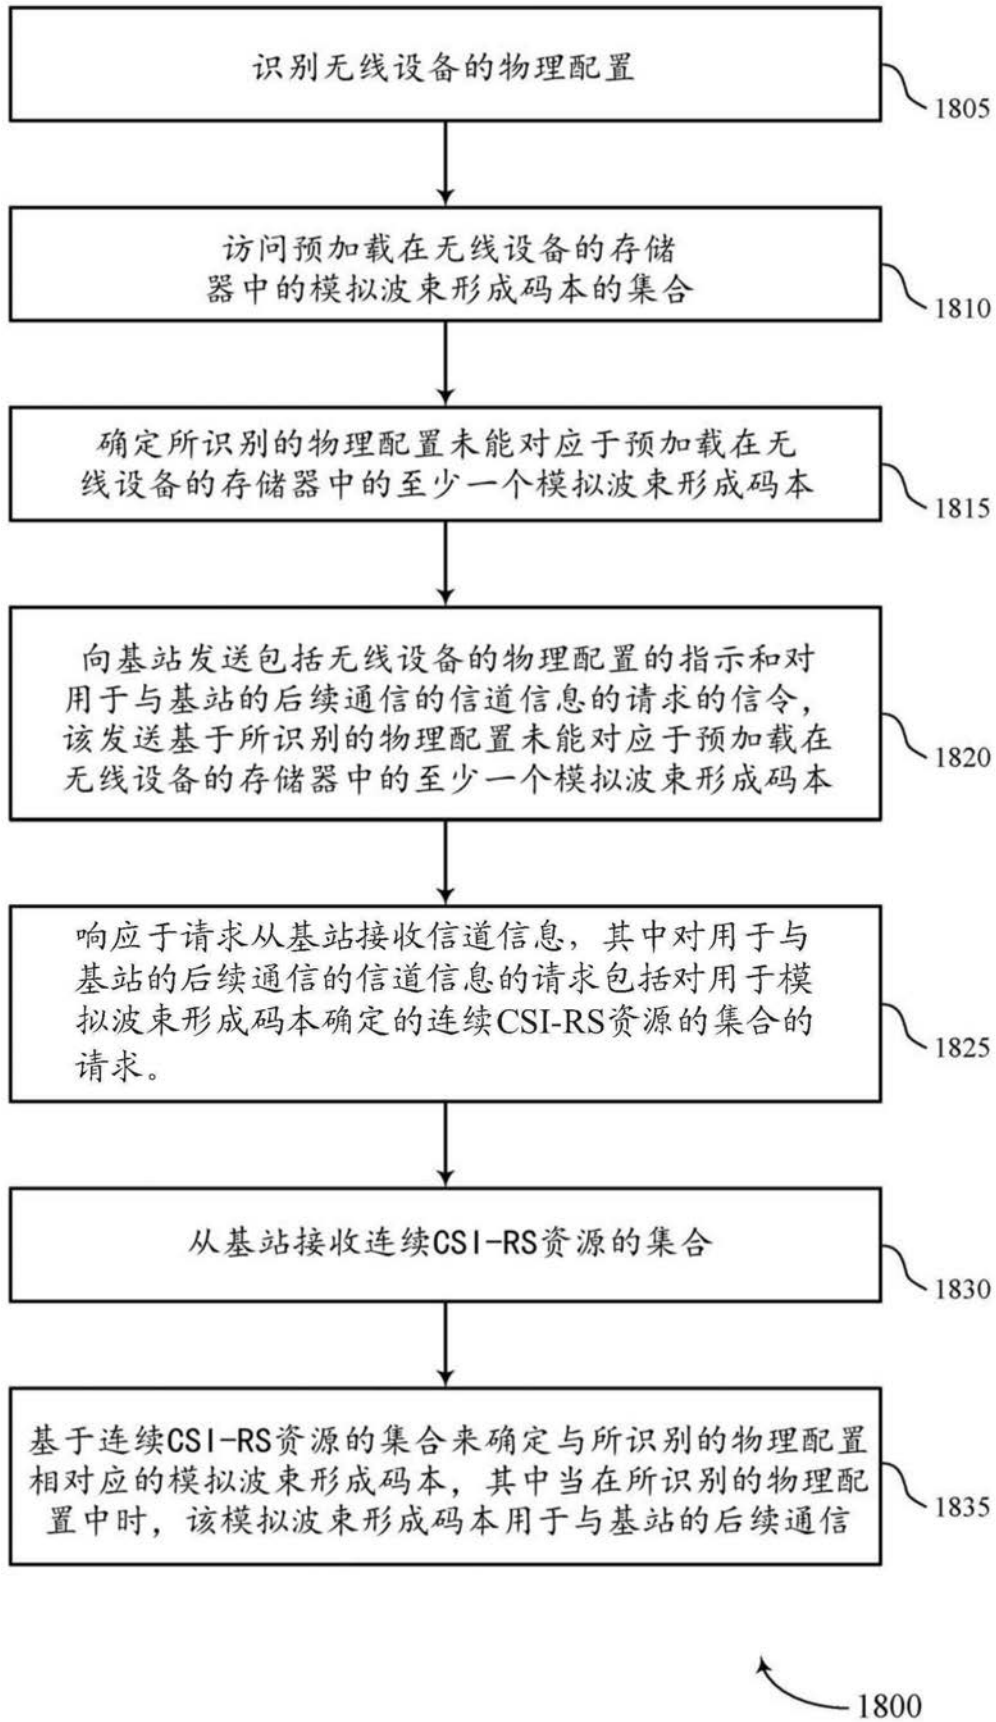 识别无线设备的物理配置
1805
访问预加载在无线设备的存储
器中的模拟波束形成码本的集合
1810
确定所识别的物理配置未能对应于预加载在无
线设备的存储器中的至少一个模拟波束形成码本
1815
向基站发送包括无线设备的物理配置的指示和对
用于与基站的后续通信的信道信息的请求的信令，
该发送基于所识别的物理配置未能对应于预加载在
无线设备的存储器中的至少一个模拟波束形成码本
1820
响应于请求从基站接收信道信息，其中对用于与
基站的后续通信的信道信息的请求包括对用于模
拟波束形成码本确定的连续CSI-RS资源的集合的
请求。
1825
从基站接收连续CSI-RS资源的集合
1830
基于连续CSI-RS资源的集合来确定与所识别的物理配置
相对应的模拟波束形成码本，其中当在所识别的物理配
置中时，该模拟波束形成码本用于与基站的后续通信
1835
1800